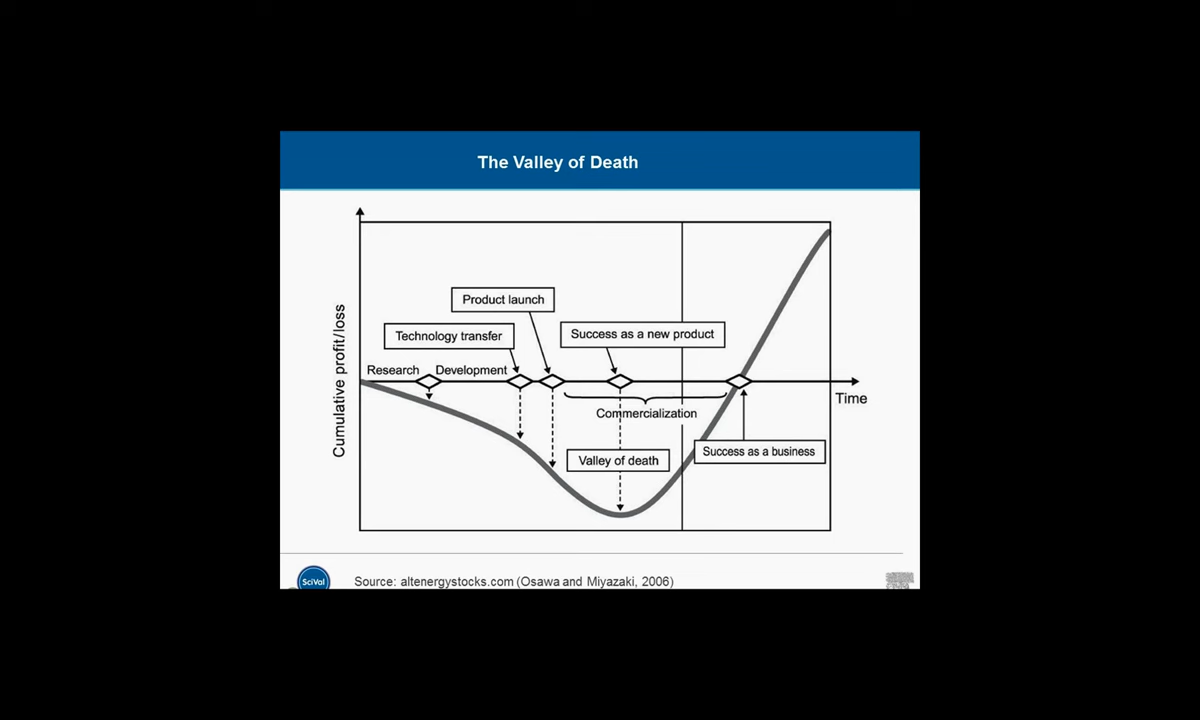 The Valley of Death
Product launch
Technology transfer
Success as a new product
Research
Development
Cumulative profit/loss
Time
Commercialization
Valley of death
Success as a business
SciVal
Source: altenergystocks.com (Osawa and Miyazaki, 2006)